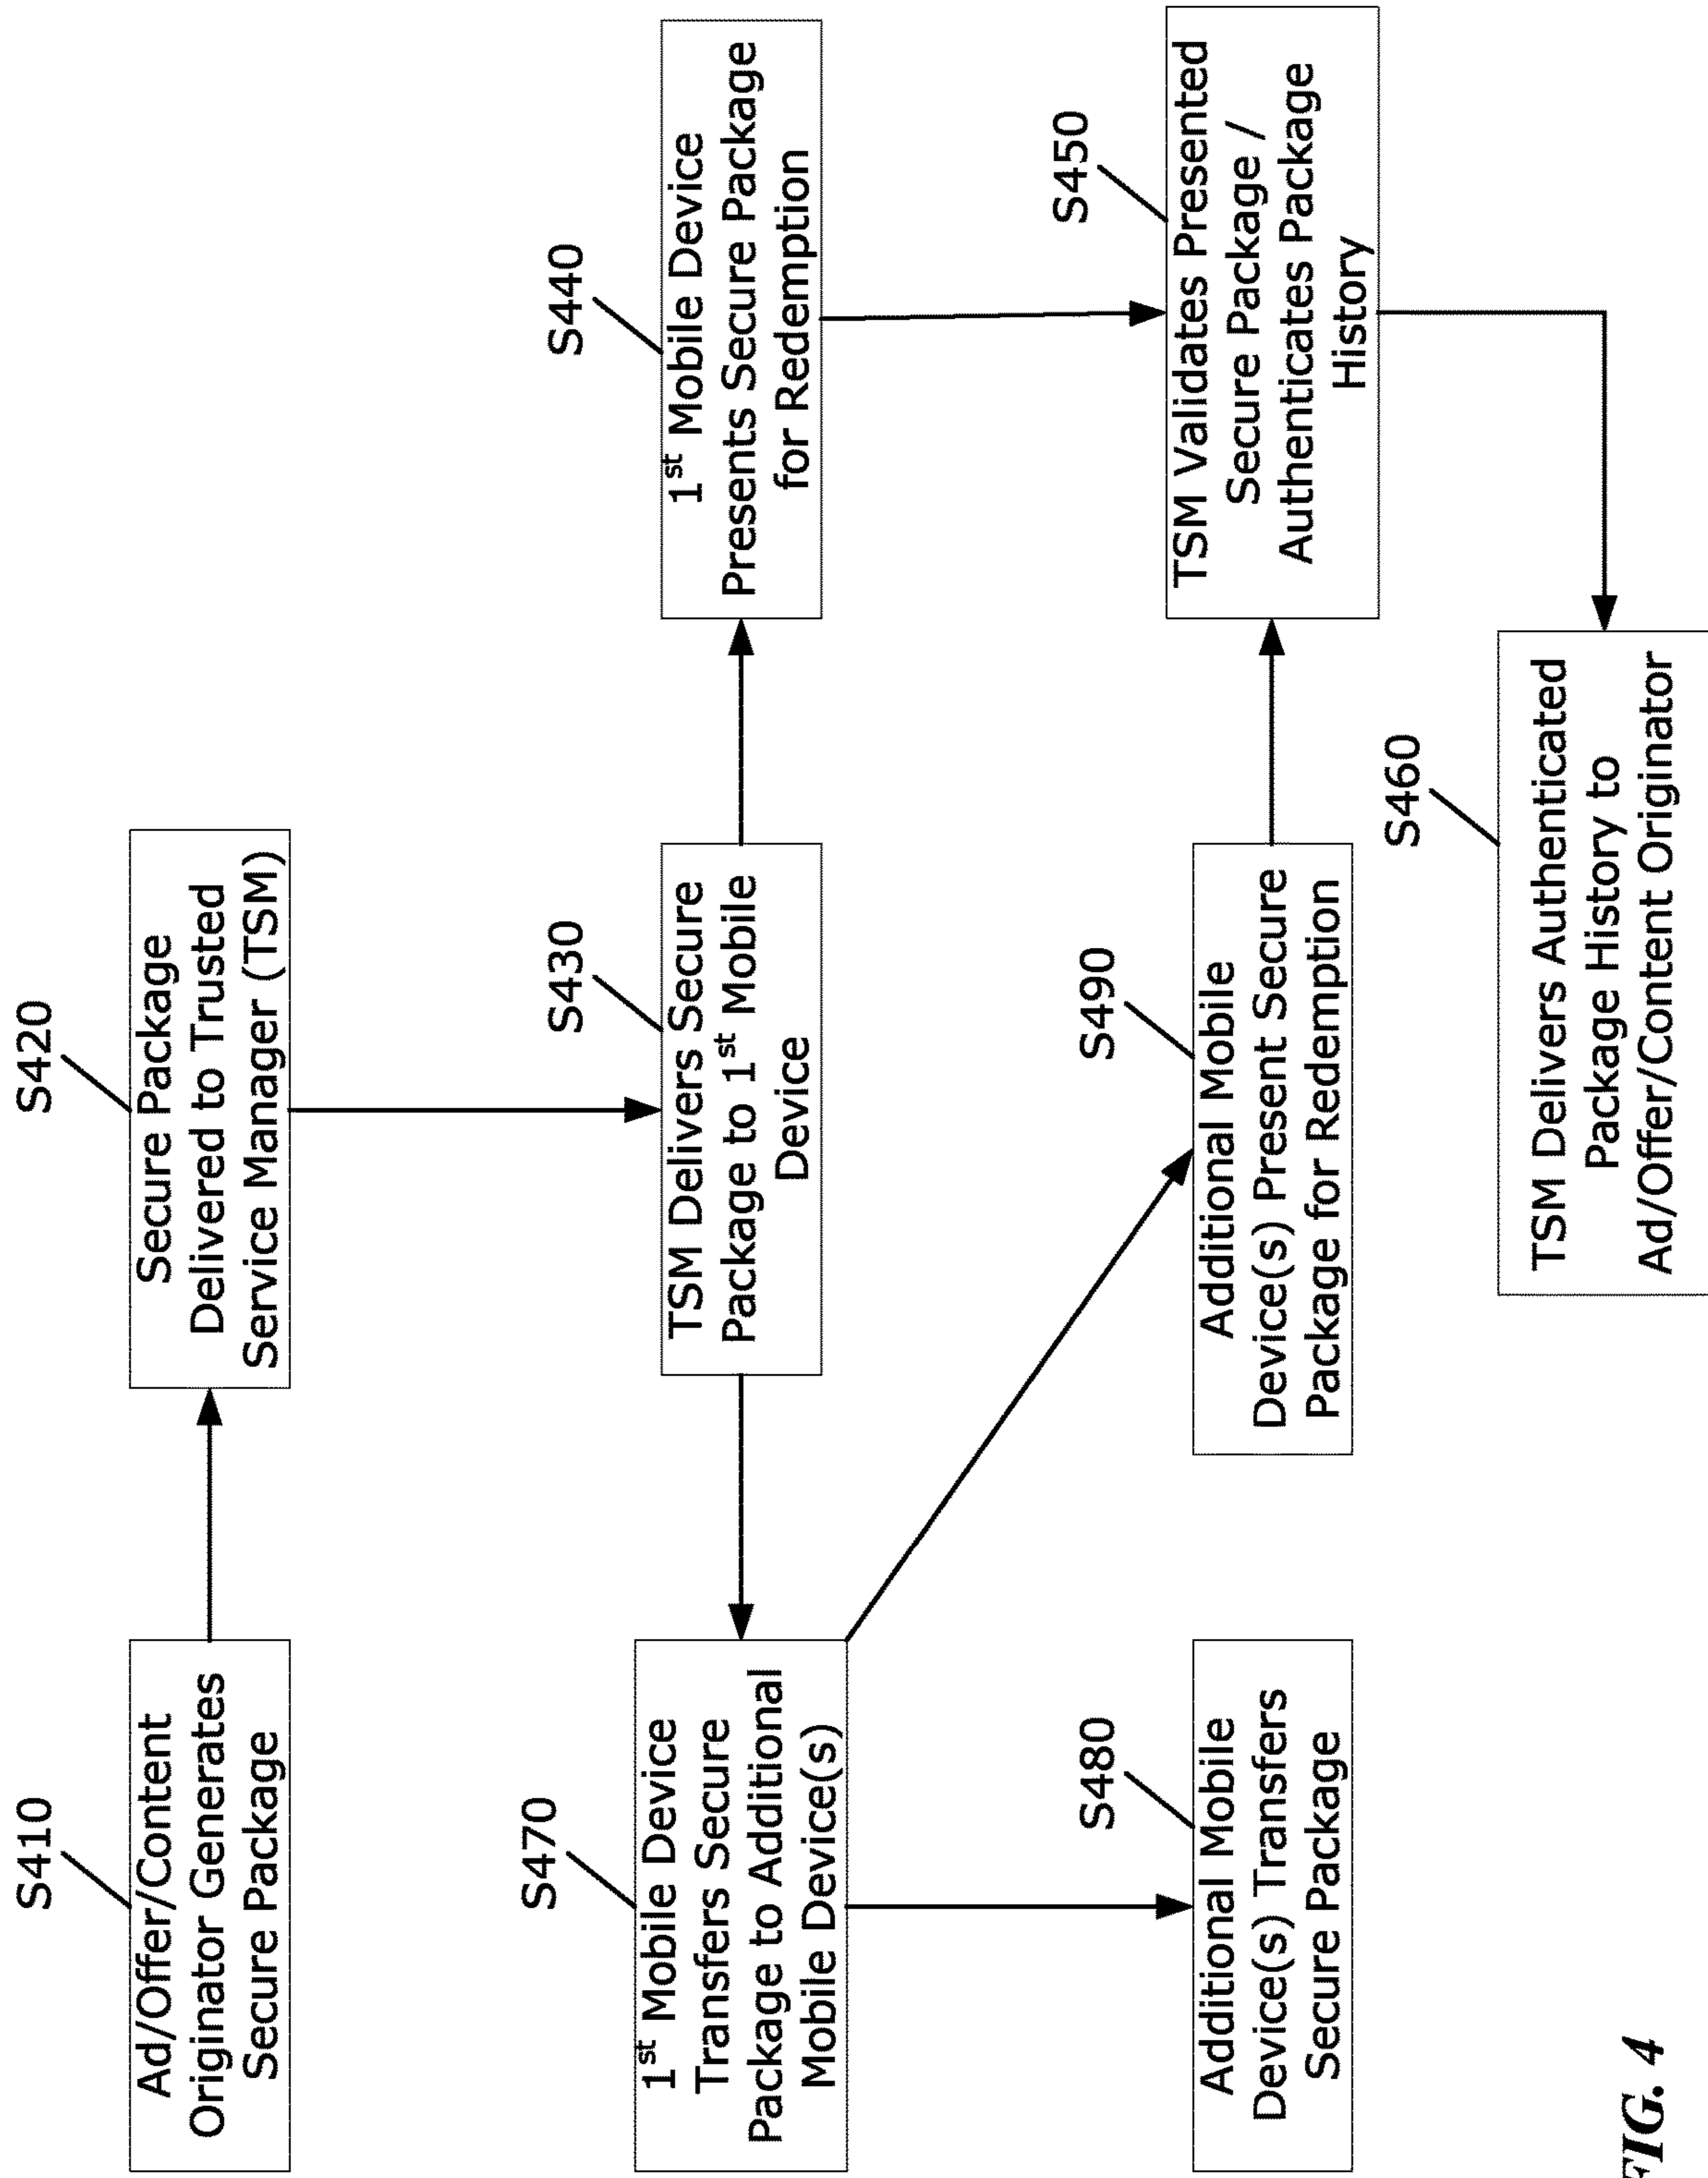 S410
Ad/Offer/Content
Originator Generates
Secure Package
S420
Secure Package
Delivered to Trusted
Service Manager (TSM)
S430
TSM Delivers Secure
Package to 1st Mobile
Device
S440
1st Mobile Device
Presents Secure Package
for Redemption
S450
TSM Validates Presented
Secure Package /
Authenticates Package
History
S460
TSM Delivers Authenticated
Package History to
Ad/Offer/Content Originator
S470
1st Mobile Device
Transfers Secure
Package to Additional
Mobile Device(s)
S480
Additional Mobile
Device(s) Transfers
Secure Package
S490
Additional Mobile
Device(s) Present Secure
Package for Redemption
FIG. 4